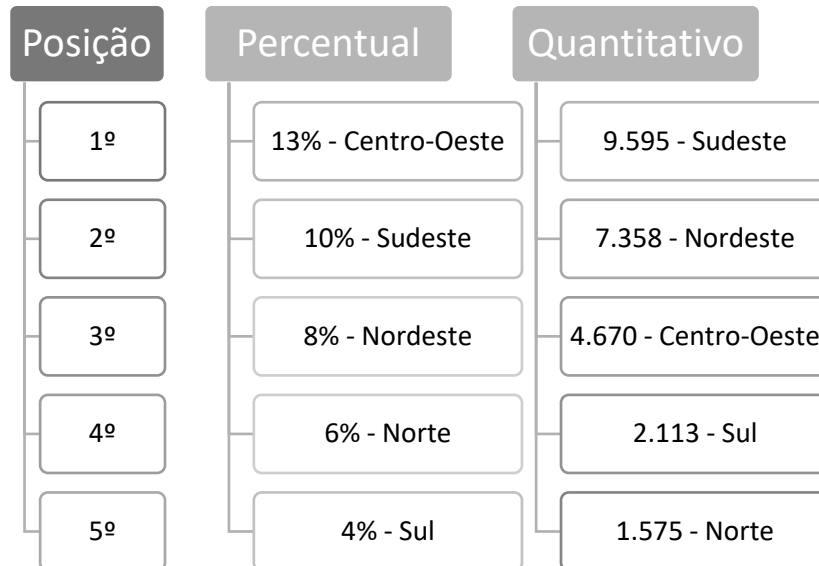 Posição
Percentual
Quantitativo
1º
13% - Centro-Oeste
9.595 - Sudeste
2º
10% - Sudeste
7.358 - Nordeste
3º
8% - Nordeste
4.670 - Centro-Oeste
4º
6% - Norte
2.113 - Sul
5º
4% - Sul
1.575 - Norte